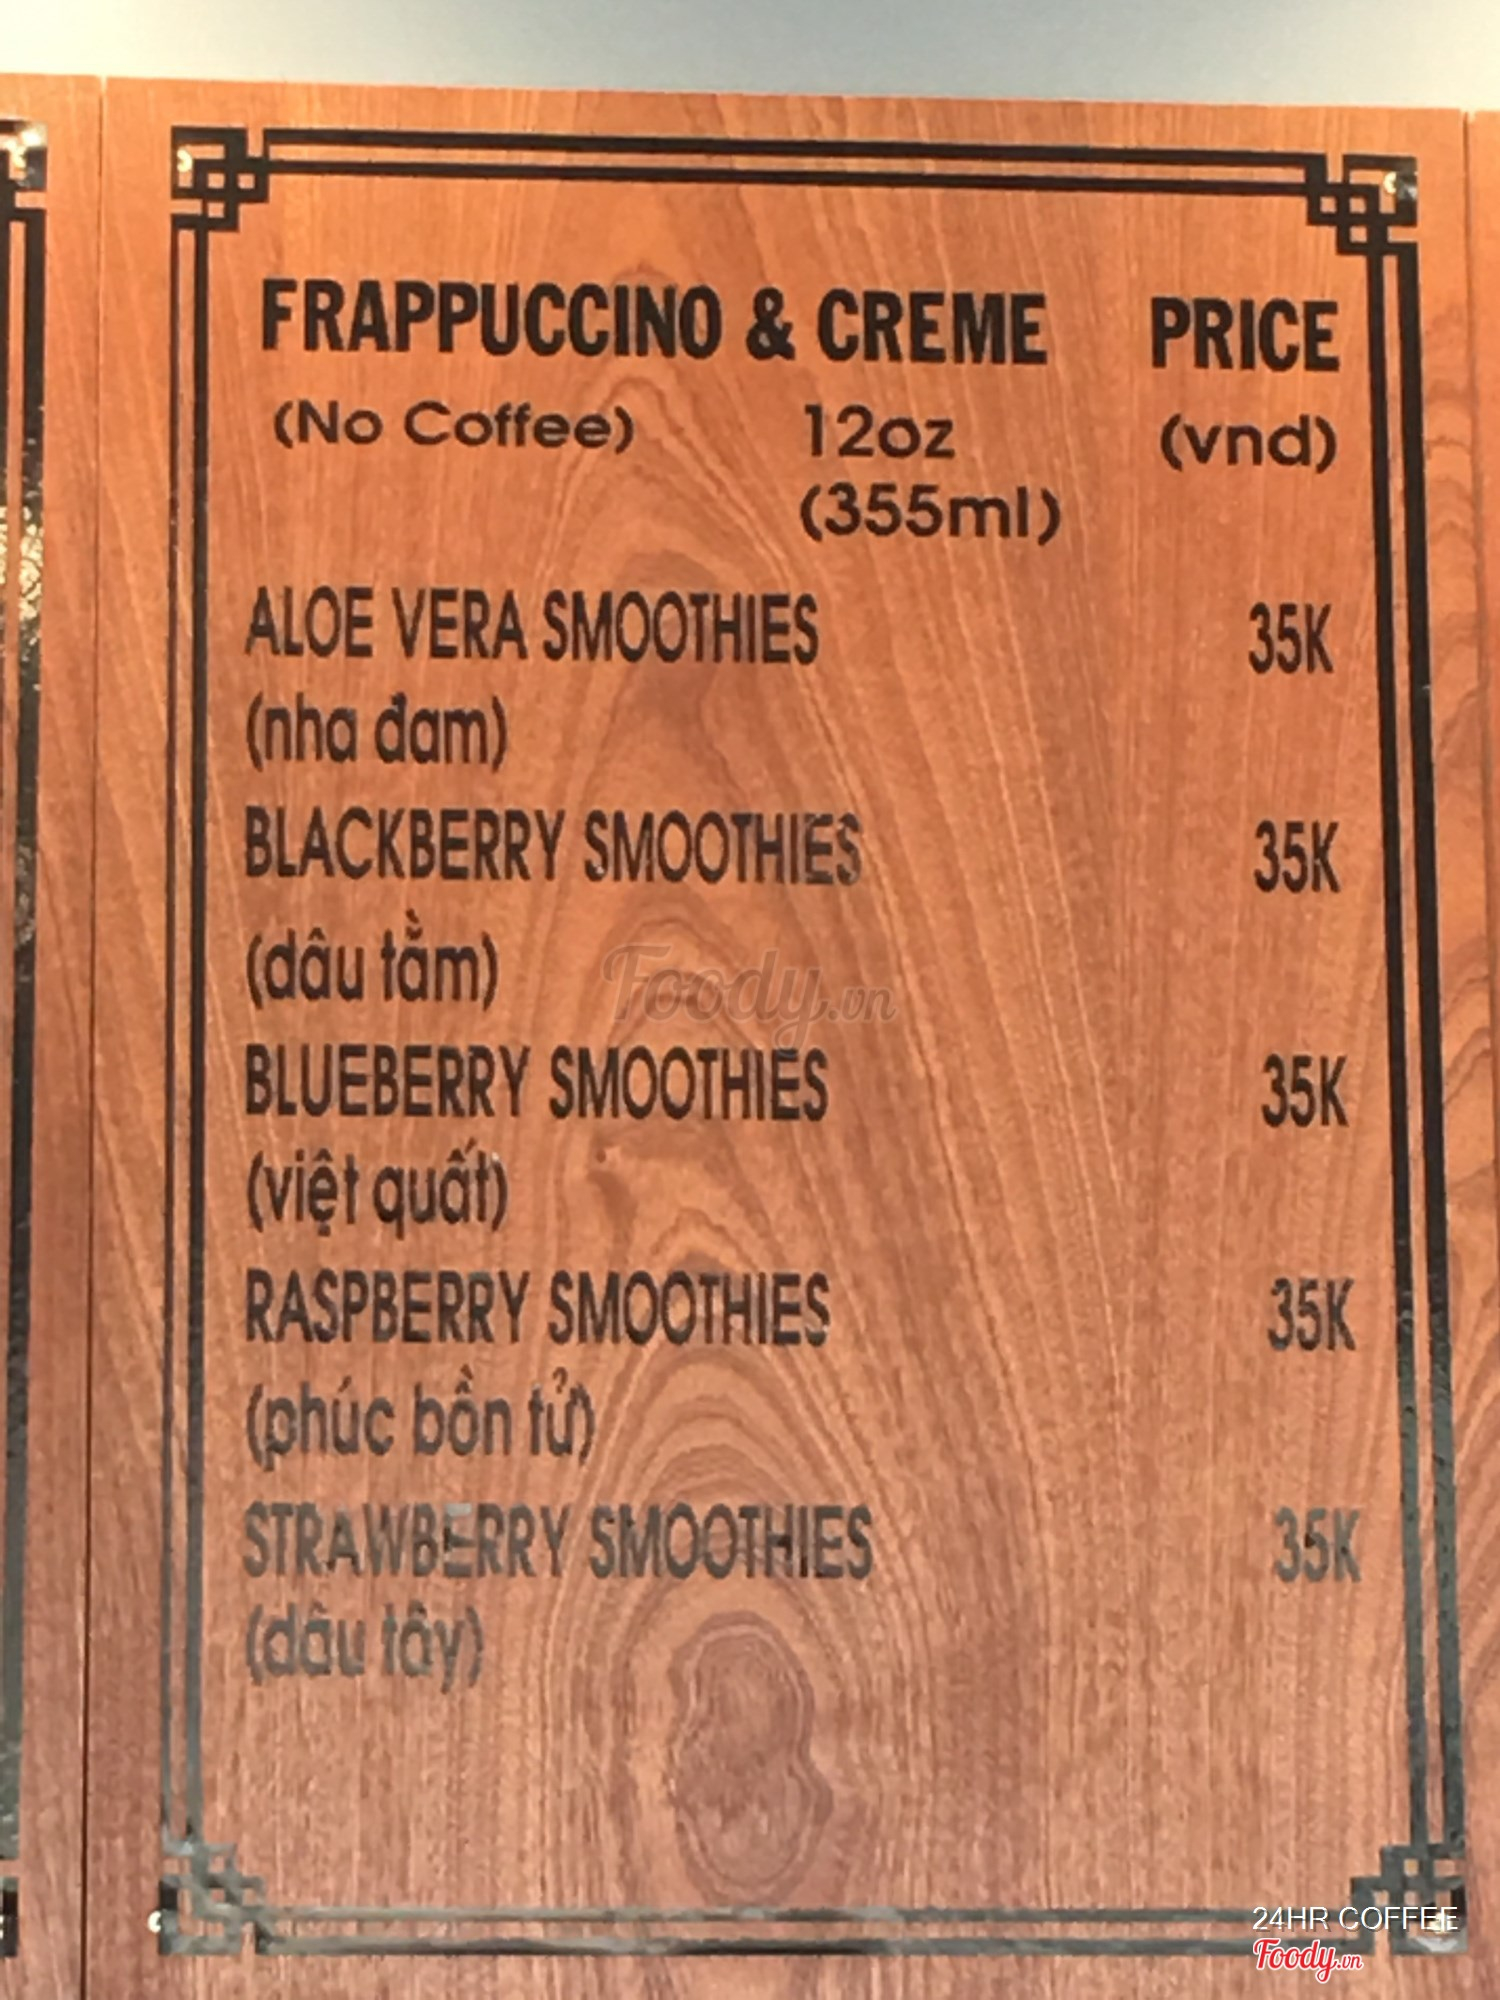 FRAPPUCCINO & CREME PRICE
(No Coffee) 12oz (vnd)
(355ml)
ALOE VERA SMOOTHIES 35K
(nha đam)
BLACKBERRY SMOOTHIES 35K
(dâu tằm)
Foody.vn
BLUEBERRY SMOOTHIES 35K
(việt quất)
RASPBERRY SMOOTHIES 35K
(phúc bồn tử)
STRAWBERRY SMOOTHIES 35K
(dâu tây)
24HR COFFEE
Foody.vn